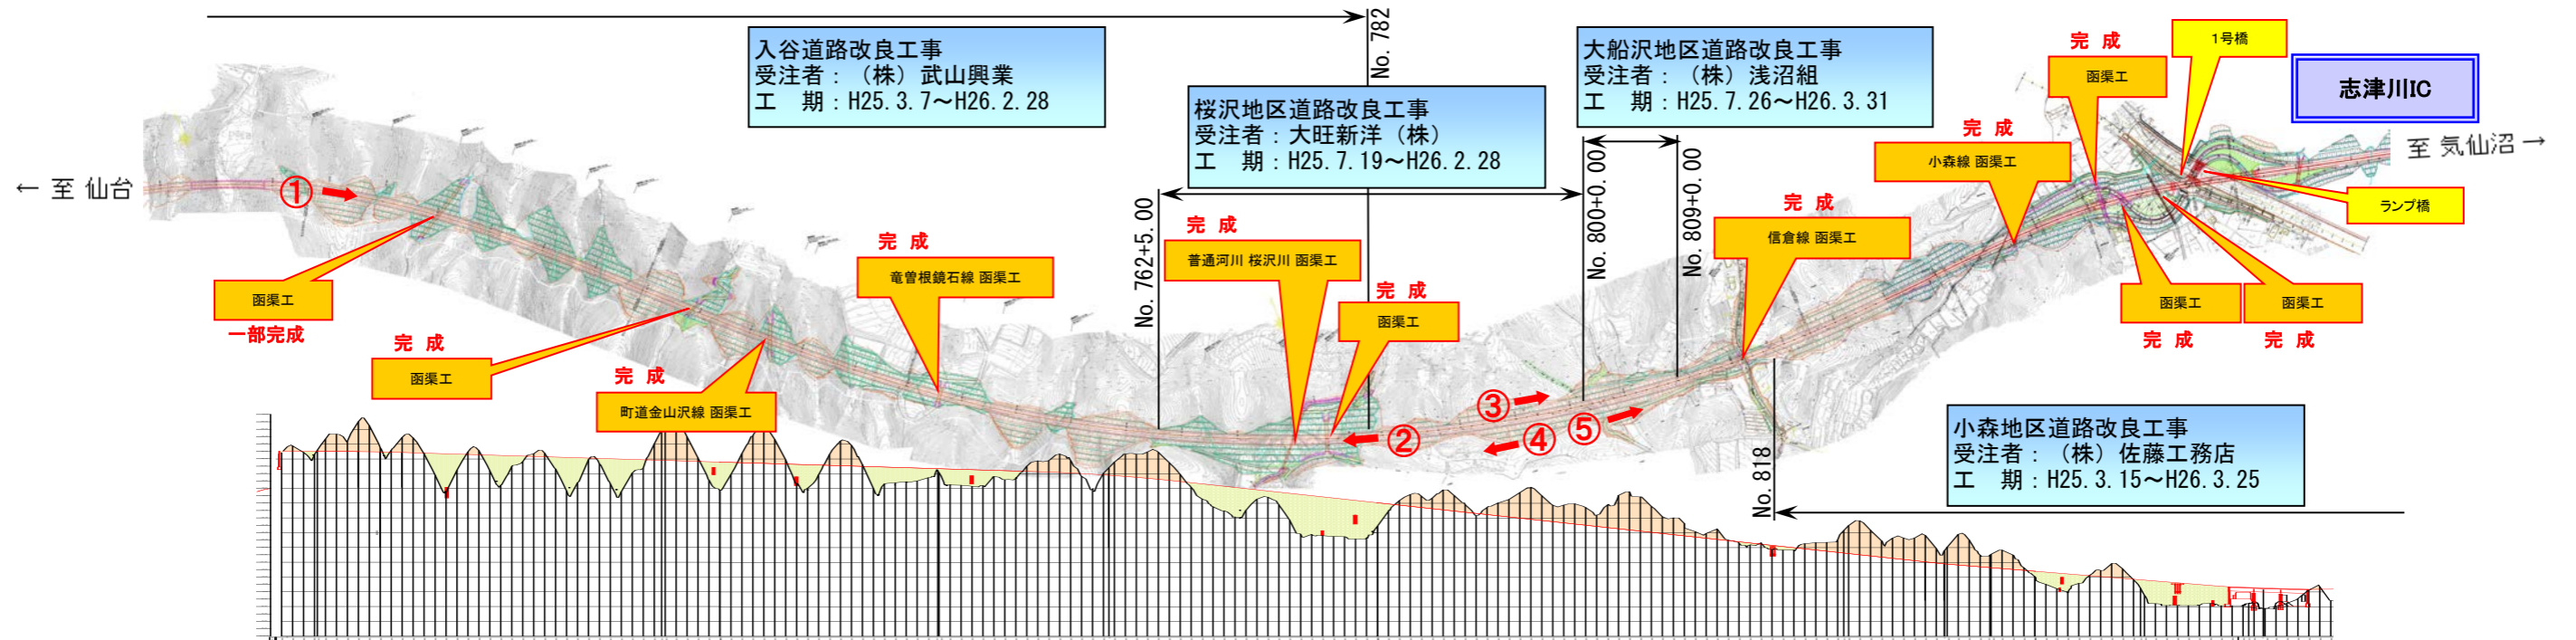 No. 782
入谷道路改良工事
受注者：（株）武山興業
工　期：H25.3.7～H26.2.28
桜沢地区道路改良工事
受注者：大旺新洋（株）
工　期：H25.7.19～H26.2.28
大船沢地区道路改良工事
受注者：（株）浅沼組
工　期：H25.7.26～H26.3.31
完 成
函渠工
1号橋
志津川IC
← 至 仙台
至 気仙沼 →
①
完 成
小森線 函渠工
ランプ橋
No. 762+5.00
No. 800+0.00
No. 809+0.00
完 成
信倉線 函渠工
完 成
普通河川 桜沢川 函渠工
完 成
竜曽根鏡石線 函渠工
函渠工
一部完成
完 成
函渠工
函渠工
完 成
函渠工
完 成
完 成
函渠工
完 成
町道金山沢線 函渠工
③
②
④
⑤
No. 818
小森地区道路改良工事
受注者：（株）佐藤工務店
工　期：H25.3.15～H26.3.25